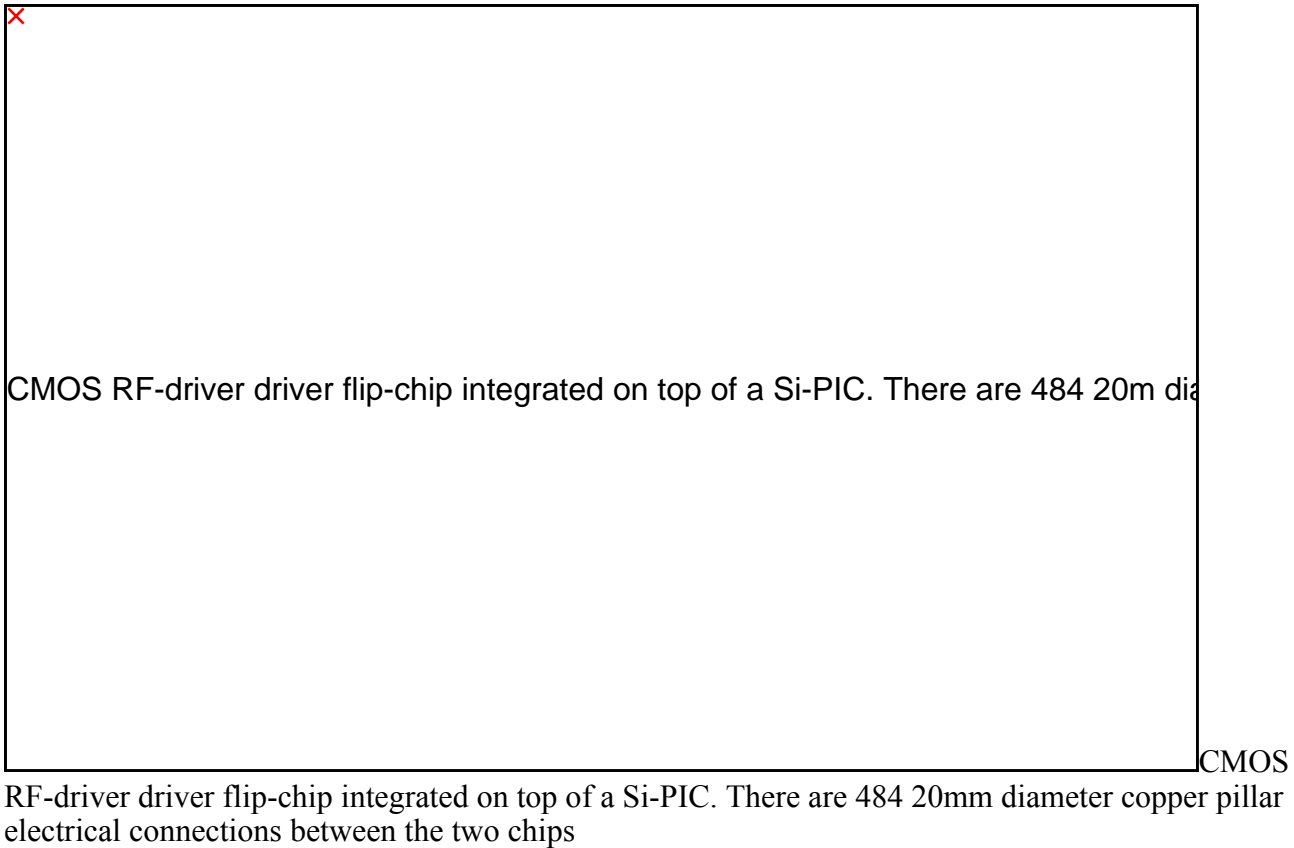 CMOS RF-driver driver flip-chip integrated on top of a Si-PIC. There are 484 20m dia
CMOS
RF-driver driver flip-chip integrated on top of a Si-PIC. There are 484 20mm diameter copper pillar
electrical connections between the two chips